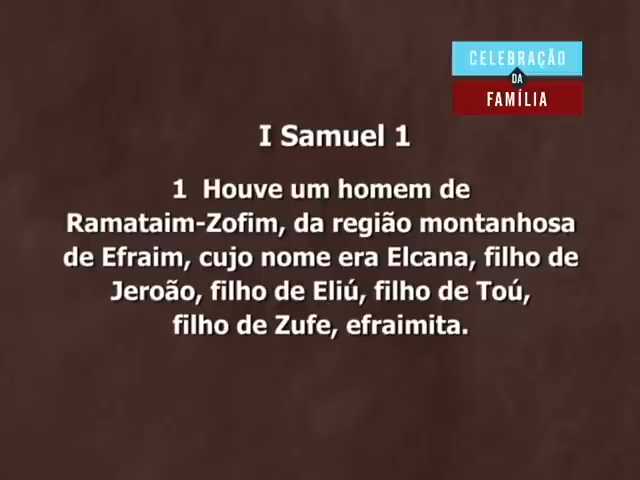 CELEBRAÇÃO
DA
FAMÍLIA
I Samuel 1
1 Houve um homem de
Ramataim-Zofim, da região montanhosa
de Efraim, cujo nome era Elcana, filho de
Jeroão, filho de Eliú, filho de Toú,
filho de Zufe, efraimita.